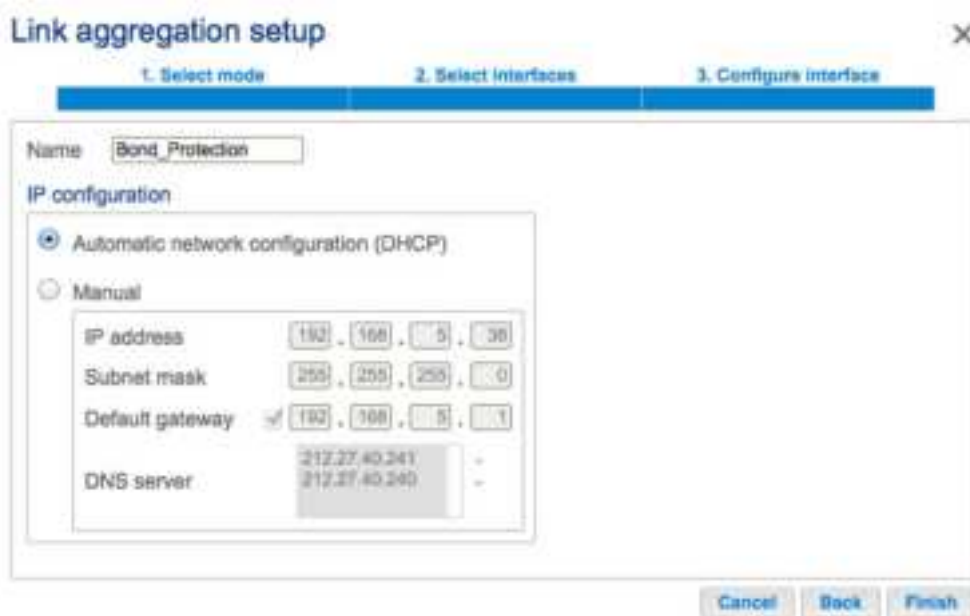 Link aggregation setup
1. Select mode 2. Select interfaces 3. Configure interface
Name Bond_Protection
IP configuration
Automatic network configuration (DHCP)
Manual
IP address 192 . 168 . 5 . 38
Subnet mask 255 . 255 . 255 . 0
Default gateway 192 . 168 . 5 . 1
212.27.40.241 -
DNS server 212.27.40.240 -
Cancel Back Finish